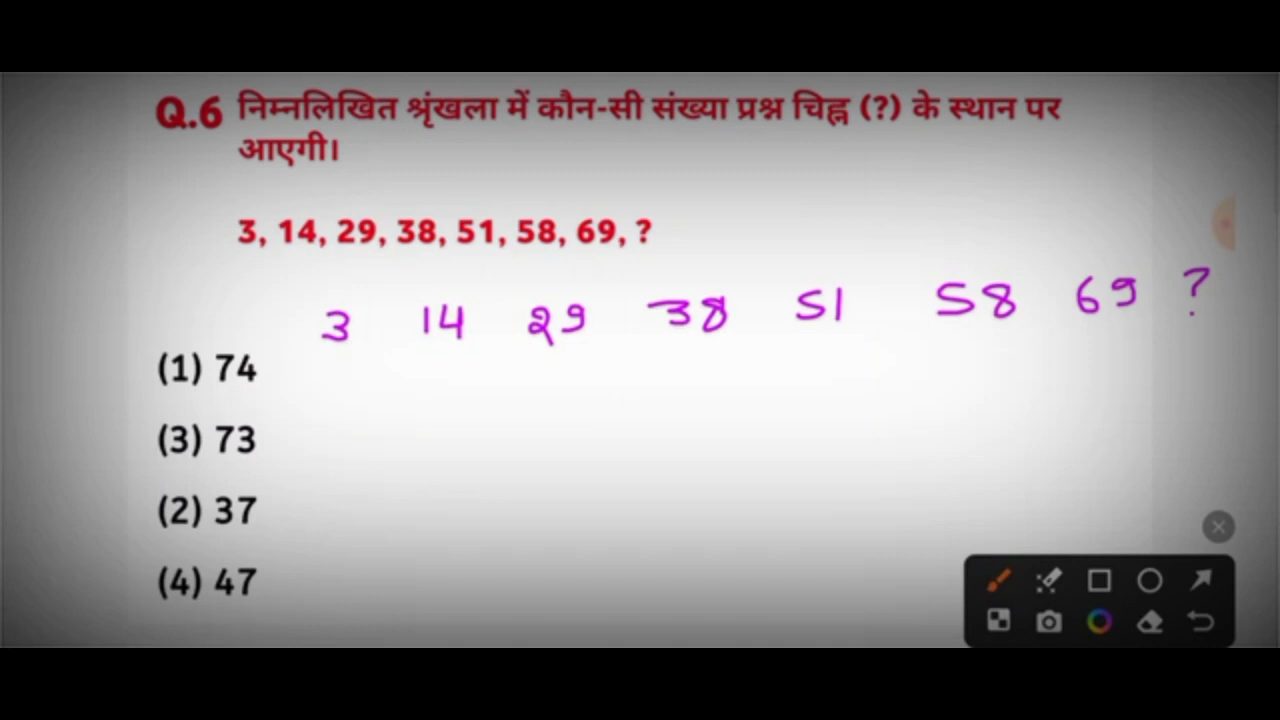 Q.6 निम्नलिखित श्रृंखला में कौन-सी संख्या प्रश्न चिह्न (?) के स्थान पर
आएगी।
3, 14, 29, 38, 51, 58, 69, ?
3 14 29 38 51 58 69 ?
(1) 74
(3) 73
(2) 37
(4) 47